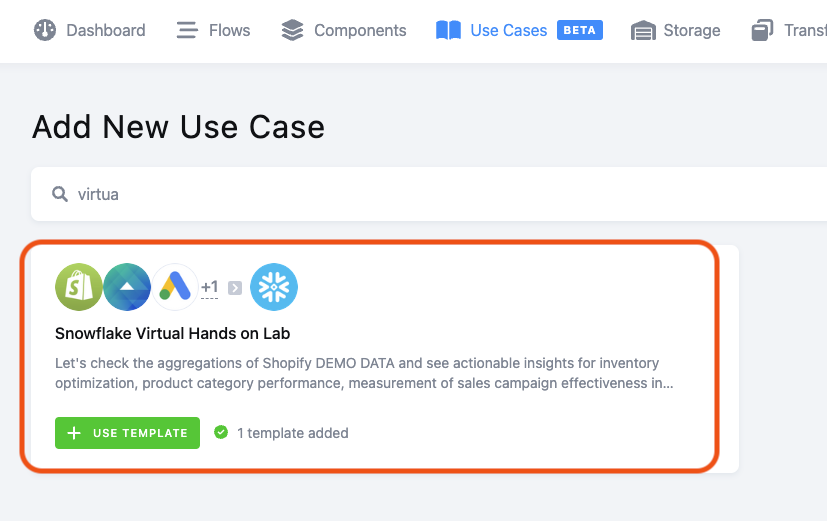 Dashboard Flows Components Use Cases BETA Storage Transf
Add New Use Case
virtua
+1
Snowflake Virtual Hands on Lab
Let's check the aggregations of Shopify DEMO DATA and see actionable insights for inventory
optimization, product category performance, measurement of sales campaign effectiveness in...
USE TEMPLATE 1 template added